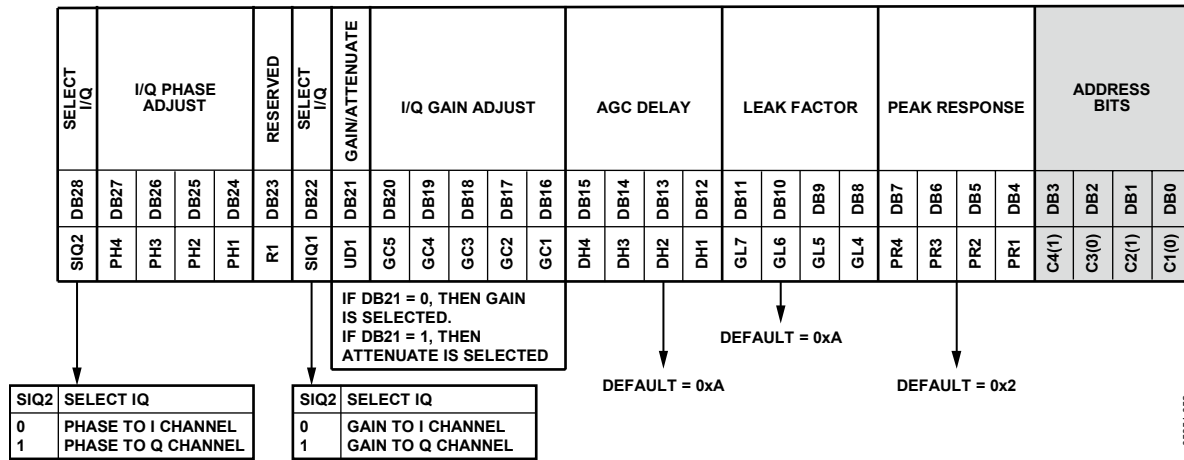 SELECT I/Q
I/Q PHASE
ADJUST
RESERVED
SELECT I/Q
GAIN/ATTENUATE
I/Q GAIN ADJUST
AGC DELAY
LEAK FACTOR
PEAK RESPONSE
ADDRESS
BITS
DB28 DB27 DB26 DB25 DB24 DB23 DB22 DB21 DB20 DB19 DB18 DB17 DB16 DB15 DB14 DB13 DB12 DB11 DB10 DB9 DB8 DB7 DB6 DB5 DB4 DB3 DB2 DB1 DB0
SIQ2 PH4 PH3 PH2 PH1 R1 SIQ1 UD1 GC5 GC4 GC3 GC2 GC1 DH4 DH3 DH2 DH1 GL7 GL6 GL5 GL4 PR4 PR3 PR2 PR1 C4(1) C3(0) C2(1) C1(0)
IF DB21 = 0, THEN GAIN
IS SELECTED.
IF DB21 = 1, THEN
ATTENUATE IS SELECTED
DEFAULT = 0xA
DEFAULT = 0xA
DEFAULT = 0x2
SIQ2 SELECT IQ
0 PHASE TO I CHANNEL
1 PHASE TO Q CHANNEL
SIQ2 SELECT IQ
0 GAIN TO I CHANNEL
1 GAIN TO Q CHANNEL